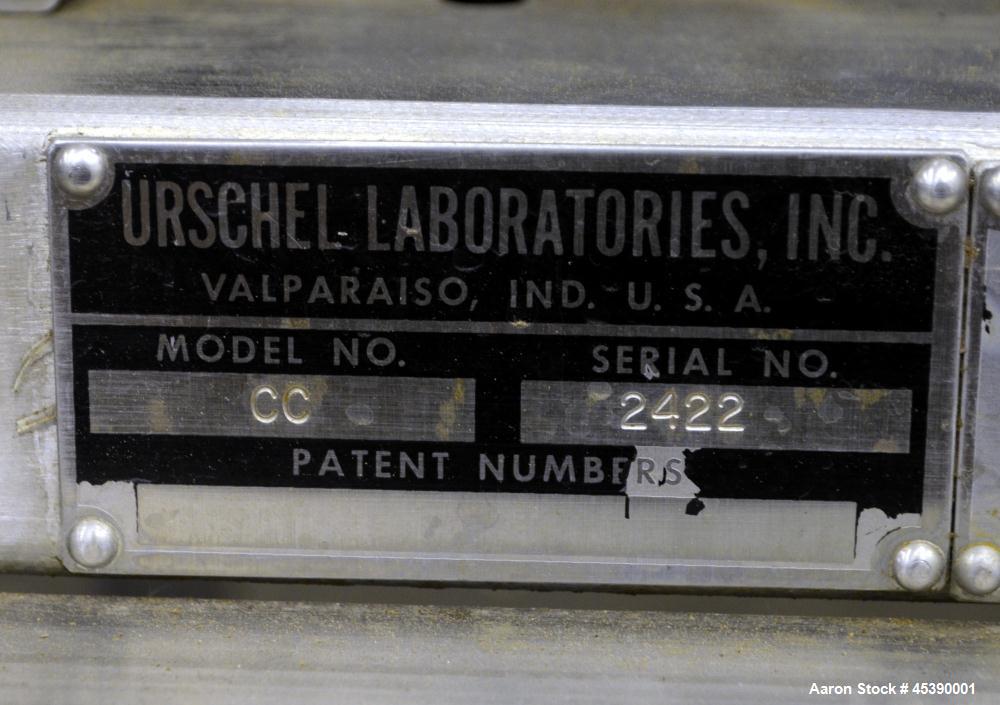 URSCHEL LABORATORIES, INC.
VALPARAISO, IND. U. S. A.
MODEL NO. SERIAL NO.
CC 2422
PATENT NUMBERS
Aaron Stock # 45390001